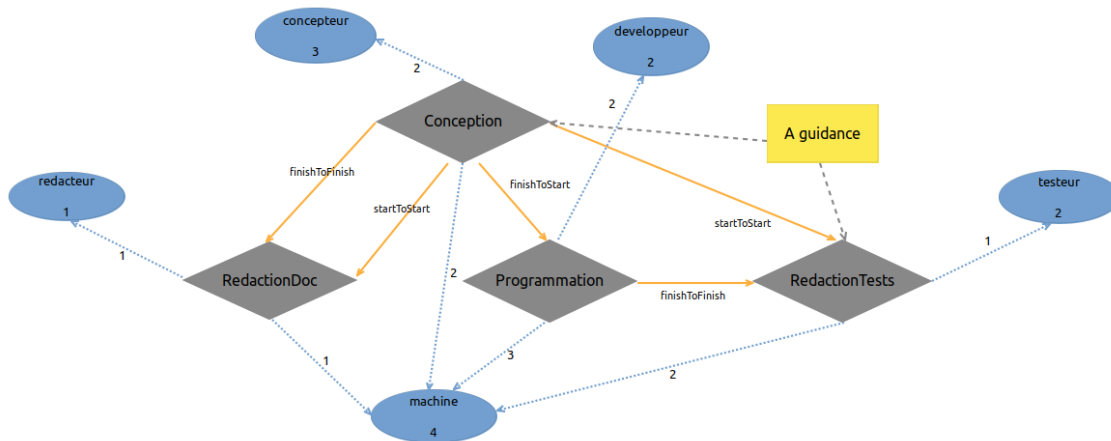 concepteur
3
developpeur
2
2
2
Conception
A guidance
finishToFinish
finishToStart
redacteur
1
testeur
2
startToStart
startToStart
1
1
2
RedactionDoc
Programmation
RedactionTests
finishToFinish
1
3
2
machine
4